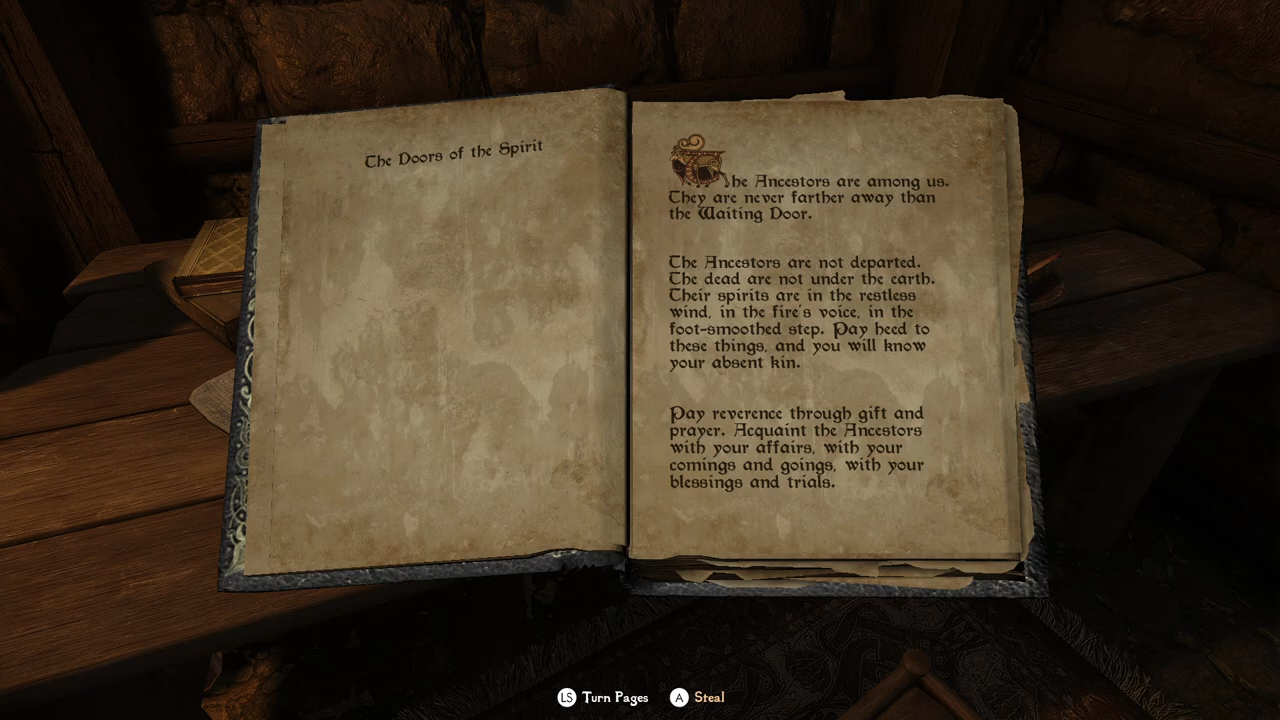 The Doors of the Spirit
The Ancestors are among us.
They are never farther away than
the Waiting Door.
The Ancestors are not departed.
The dead are not under the earth.
Their spirits are in the restless
wind, in the fire's voice, in the
foot-smoothed step. Pay heed to
these things, and you will know
your absent kin.
Pay reverence through gift and
prayer. Acquaint the Ancestors
with your affairs, with your
comings and goings, with your
blessings and trials.
LS Turn Pages A Steal